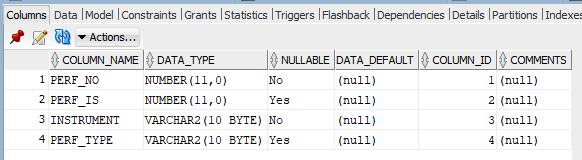 Columns Data Model Constraints Grants Statistics Triggers Flashback Dependencies Details Partitions Indexes
Actions...
COLUMN_NAME DATA_TYPE NULLABLE DATA_DEFAULT COLUMN_ID COMMENTS
1 PERF_NO NUMBER(11,0) No (null) 1 (null)
2 PERF_IS NUMBER(11,0) Yes (null) 2 (null)
3 INSTRUMENT VARCHAR2(10 BYTE) No (null) 3 (null)
4 PERF_TYPE VARCHAR2(10 BYTE) Yes (null) 4 (null)